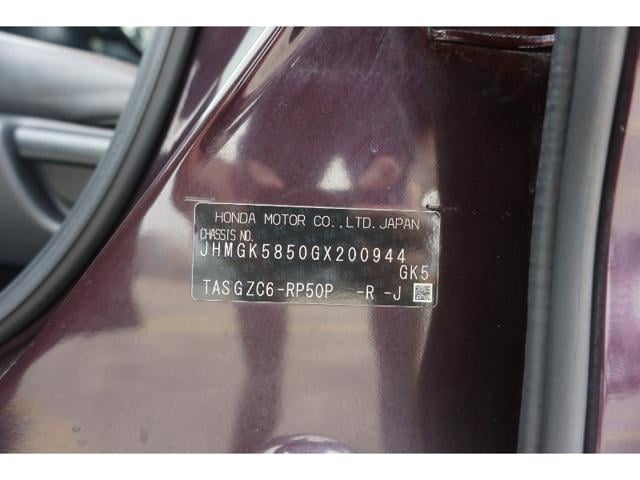 HONDA MOTOR CO.,LTD. JAPAN
CHASSIS NO.
JHMGK5850GX200944
GK5
TASGZC6-RP50P -R -J